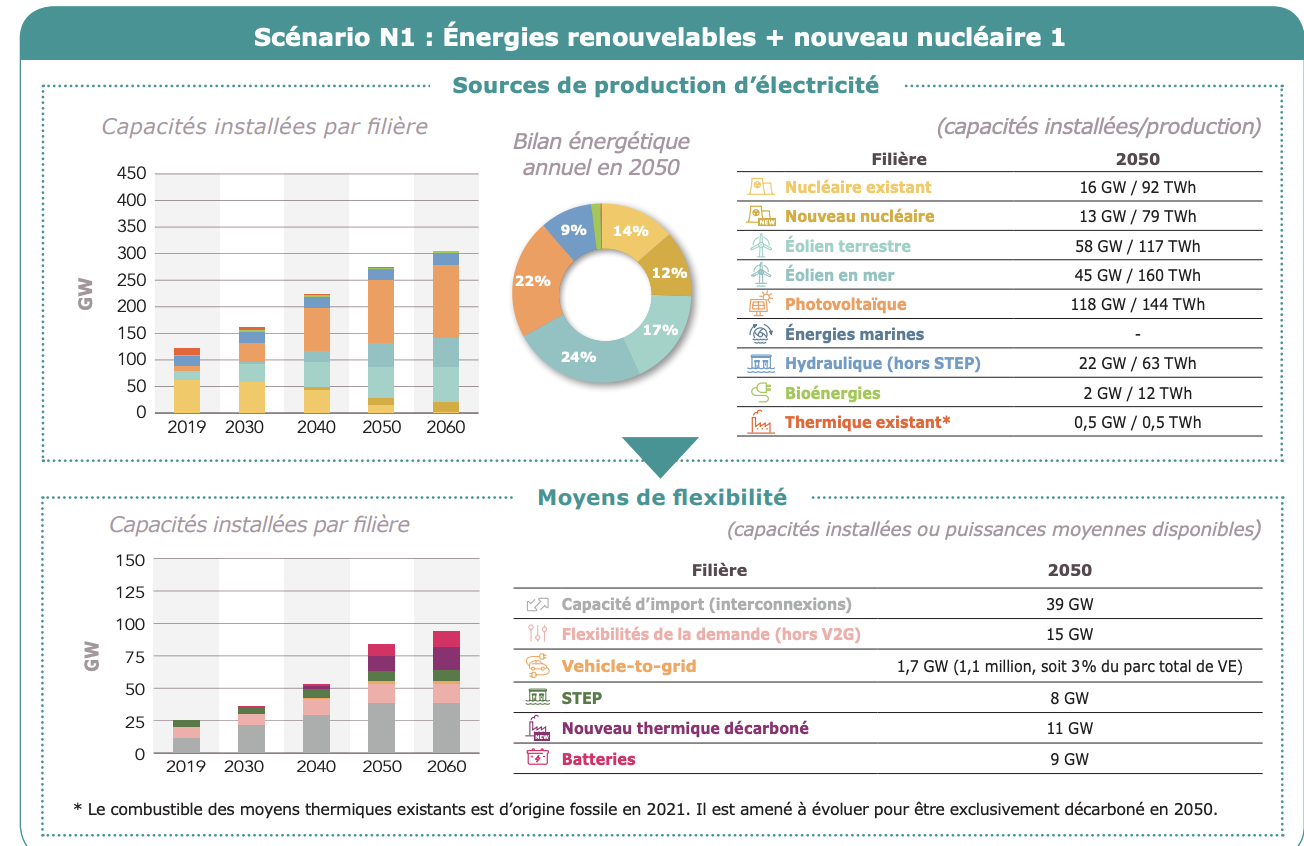 Scénario N1 : Énergies renouvelables + nouveau nucléaire 1
Sources de production d’électricité
Capacités installées par filière
GW
450
400
350
300
250
200
150
100
50
0
2019 2030 2040 2050 2060
Bilan énergétique
annuel en 2050
14%
12%
17%
24%
22%
9%
(capacités installées/production)
Filière 2050
Nucléaire existant 16 GW / 92 TWh
NEW
Nouveau nucléaire 13 GW / 79 TWh
Éolien terrestre 58 GW / 117 TWh
Éolien en mer 45 GW / 160 TWh
Photovoltaïque 118 GW / 144 TWh
Énergies marines -
Hydraulique (hors STEP) 22 GW / 63 TWh
Bioénergies 2 GW / 12 TWh
Thermique existant* 0,5 GW / 0,5 TWh
Moyens de flexibilité
Capacités installées par filière
GW
150
125
100
75
50
25
0
2019 2030 2040 2050 2060
(capacités installées ou puissances moyennes disponibles)
Filière 2050
Capacité d’import (interconnexions) 39 GW
Flexibilités de la demande (hors V2G) 15 GW
Vehicle-to-grid 1,7 GW (1,1 million, soit 3% du parc total de VE)
STEP 8 GW
NEW
Nouveau thermique décarboné 11 GW
Batteries 9 GW
* Le combustible des moyens thermiques existants est d’origine fossile en 2021. Il est amené à évoluer pour être exclusivement décarboné en 2050.